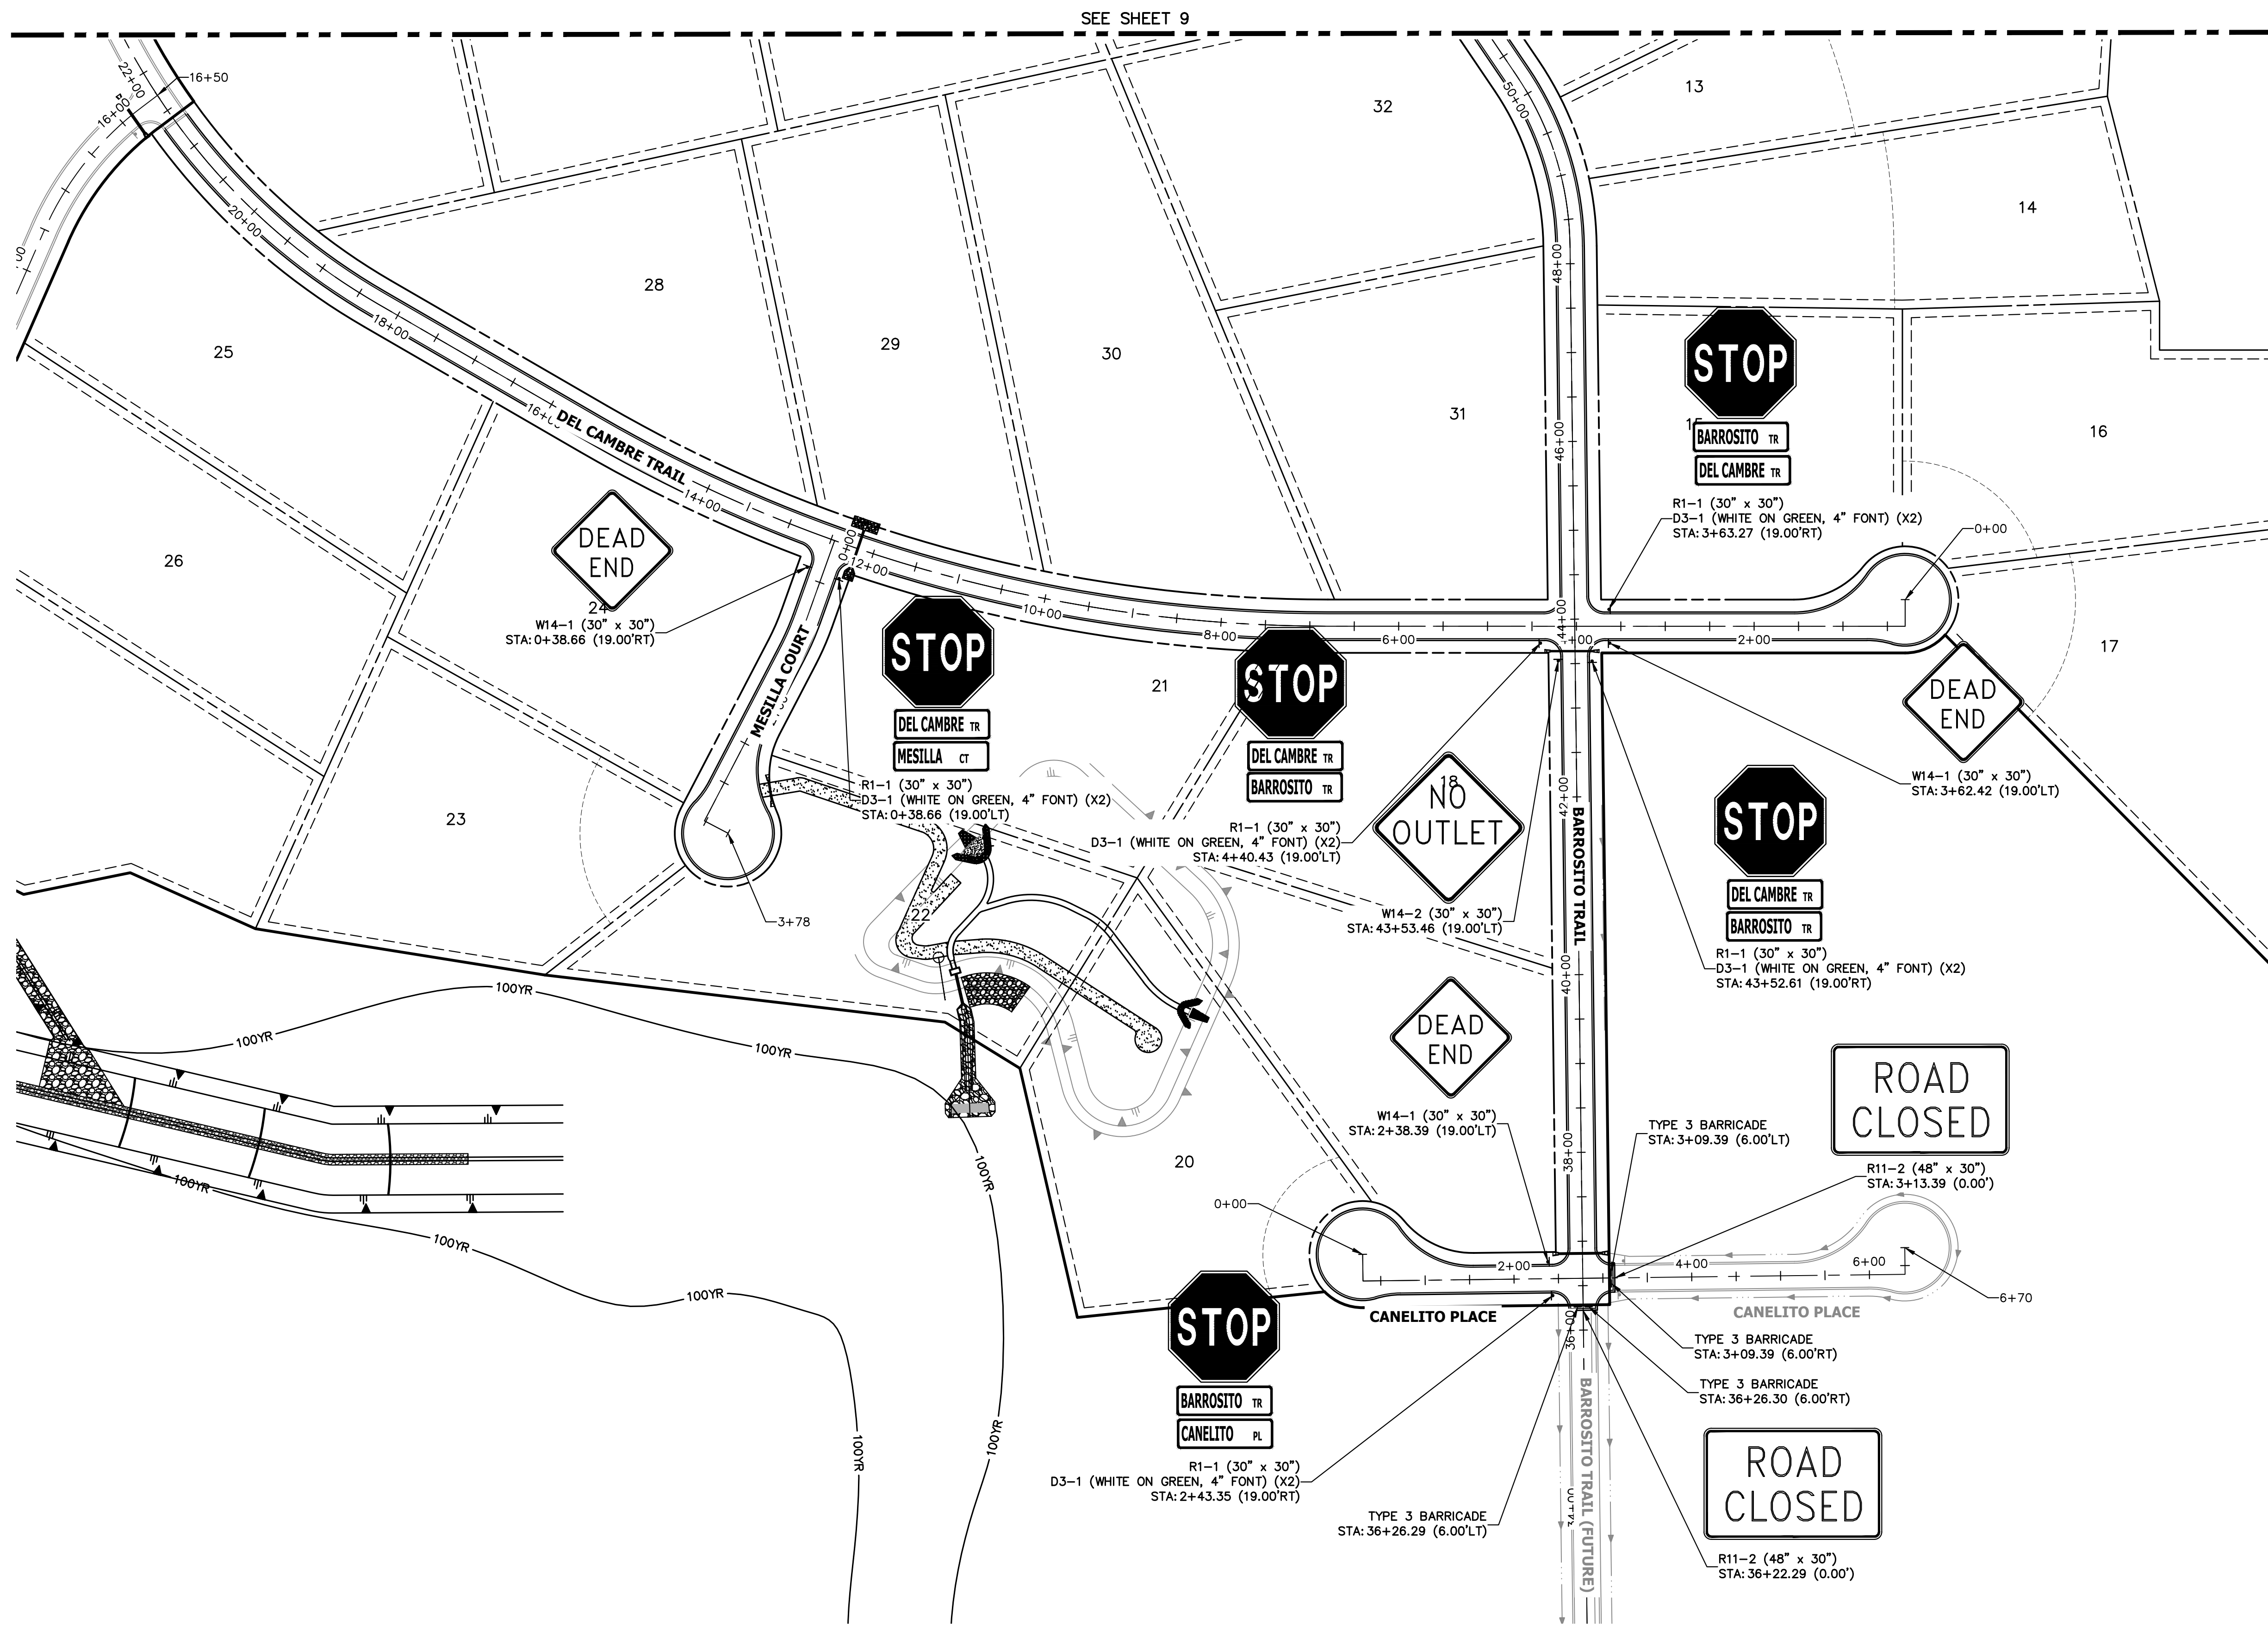 SEE SHEET 9
22+00
16+50
16+00
20+00
18+00
DEL CAMBRE TRAIL
14+00
12+00
0+00
10+00
8+00
6+00
2+00
50+00
48+00
46+00
44+00
0+00
13
14
32
28
29
30
31
25
26
16
17
STOP
BARROSITO TR
DEL CAMBRE TR
R1-1 (30" x 30")
D3-1 (WHITE ON GREEN, 4" FONT) (X2)
STA: 3+63.27 (19.00'RT)
DEAD
END
24
W14-1 (30" x 30")
STA: 0+38.66 (19.00'RT)
MESILLA COURT
STOP
DEL CAMBRE TR
MESILLA CT
R1-1 (30" x 30")
D3-1 (WHITE ON GREEN, 4" FONT) (X2)
STA: 0+38.66 (19.00'LT)
21
STOP
DEL CAMBRE TR
BARROSITO TR
R1-1 (30" x 30")
D3-1 (WHITE ON GREEN, 4" FONT) (X2)
STA: 4+40.43 (19.00'LT)
18
NO
OUTLET
W14-2 (30" x 30")
STA: 43+53.46 (19.00'LT)
42+00
BARROSITO TRAIL
40+00
38+00
DEAD
END
W14-1 (30" x 30")
STA: 3+62.42 (19.00'LT)
STOP
DEL CAMBRE TR
BARROSITO TR
R1-1 (30" x 30")
D3-1 (WHITE ON GREEN, 4" FONT) (X2)
STA: 43+52.61 (19.00'RT)
23
3+78
22
100YR
100YR
100YR
100YR
100YR
100YR
100YR
100YR
100YR
20
DEAD
END
W14-1 (30" x 30")
STA: 2+38.39 (19.00'LT)
TYPE 3 BARRICADE
STA: 3+09.39 (6.00'LT)
ROAD
CLOSED
R11-2 (48" x 30")
STA: 3+13.39 (0.00')
0+00
2+00
4+00
6+00
6+70
CANELITO PLACE
CANELITO PLACE
36+00
TYPE 3 BARRICADE
STA: 3+09.39 (6.00'RT)
TYPE 3 BARRICADE
STA: 36+26.30 (6.00'RT)
STOP
BARROSITO TR
CANELITO PL
R1-1 (30" x 30")
D3-1 (WHITE ON GREEN, 4" FONT) (X2)
STA: 2+43.35 (19.00'RT)
TYPE 3 BARRICADE
STA: 36+26.29 (6.00'LT)
BARROSITO TRAIL (FUTURE)
ROAD
CLOSED
R11-2 (48" x 30")
STA: 36+22.29 (0.00')